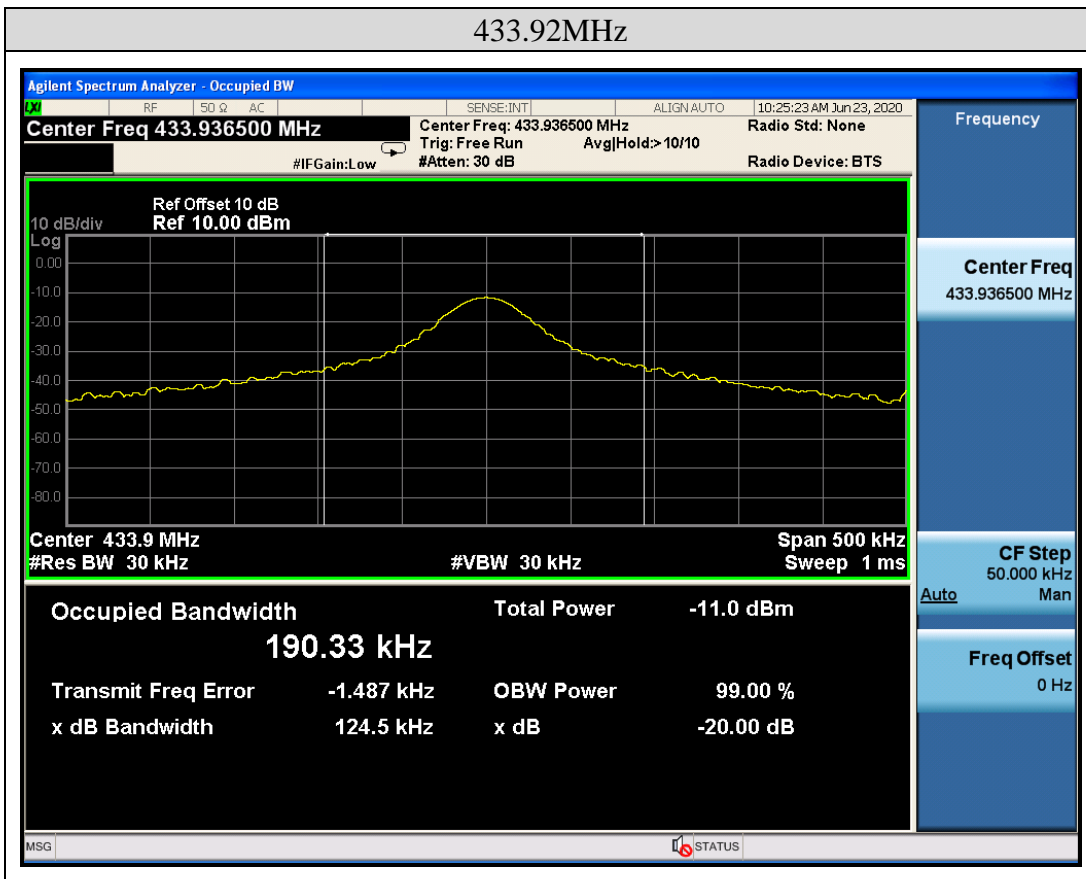 433.92MHz
Agilent Spectrum Analyzer - Occupied BW
LXI RF 50 Ω AC SENSE:INT ALIGN AUTO 10:25:23 AM Jun 23, 2020
Center Freq 433.936500 MHz
Center Freq: 433.936500 MHz
Radio Std: None
Trig: Free Run Avg|Hold:>10/10
#IFGain:Low
#Atten: 30 dB
Radio Device: BTS
Ref Offset 10 dB
10 dB/div Ref 10.00 dBm
Log
0.00
-10.0
-20.0
-30.0
-40.0
-50.0
-60.0
-70.0
-80.0
Center 433.9 MHz Span 500 kHz
#Res BW 30 kHz #VBW 30 kHz Sweep 1 ms
Occupied Bandwidth Total Power -11.0 dBm
190.33 kHz
Transmit Freq Error -1.487 kHz OBW Power 99.00 %
x dB Bandwidth 124.5 kHz x dB -20.00 dB
Frequency
Center Freq
433.936500 MHz
CF Step
50.000 kHz
Auto Man
Freq Offset
0 Hz
MSG STATUS